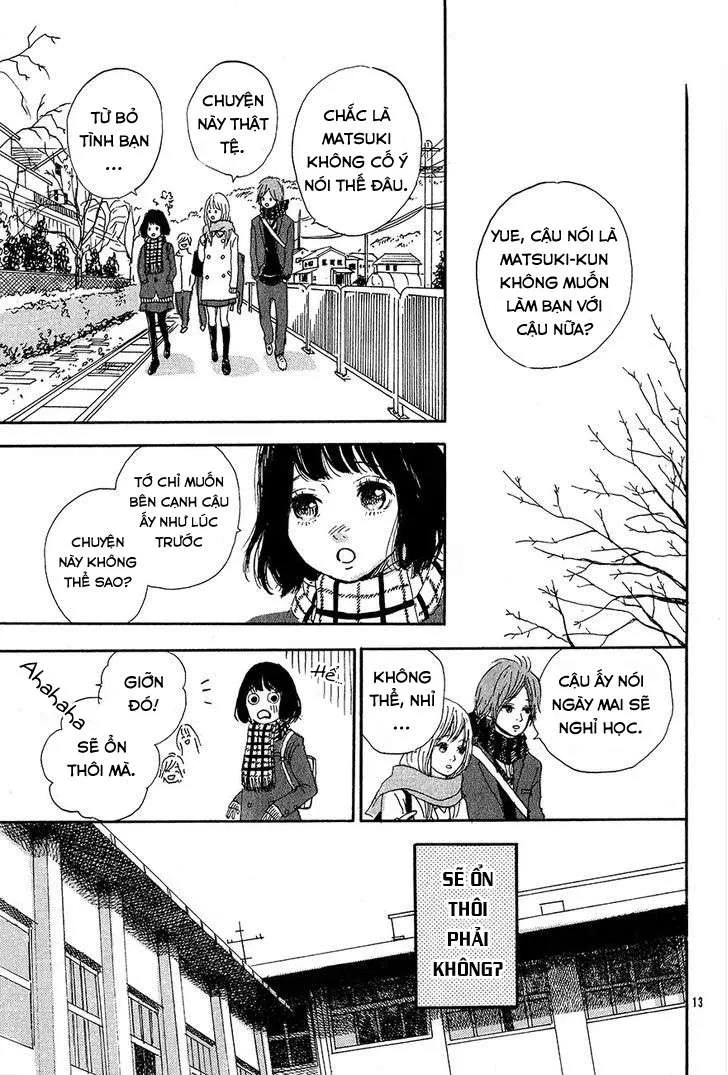 YUE, CẬU NÓI LÀ
MATSUKI-KUN
KHÔNG MUỐN
LÀM BẠN VỚI
CẬU NỮA?
CHẮC LÀ
MATSUKI
KHÔNG CỐ Ý
NÓI THẾ ĐÂU.
CHUYỆN
NÀY THẬT
TỆ.
TỪ BỎ
TÌNH BẠN
...
TỚ CHỈ MUỐN
BÊN CẠNH CẬU
ẤY NHƯ LÚC
TRƯỚC
CHUYỆN
NÀY KHÔNG
THỂ SAO?
CẬU ẤY NÓI
NGÀY MAI SẼ
NGHỈ HỌC.
KHÔNG
THỂ, NHỈ
...
Hể.
GIỠN
ĐÓ!
SẼ ỔN
THÔI MÀ.
Ahahaha
SẼ ỔN
THÔI
PHẢI
KHÔNG?
13